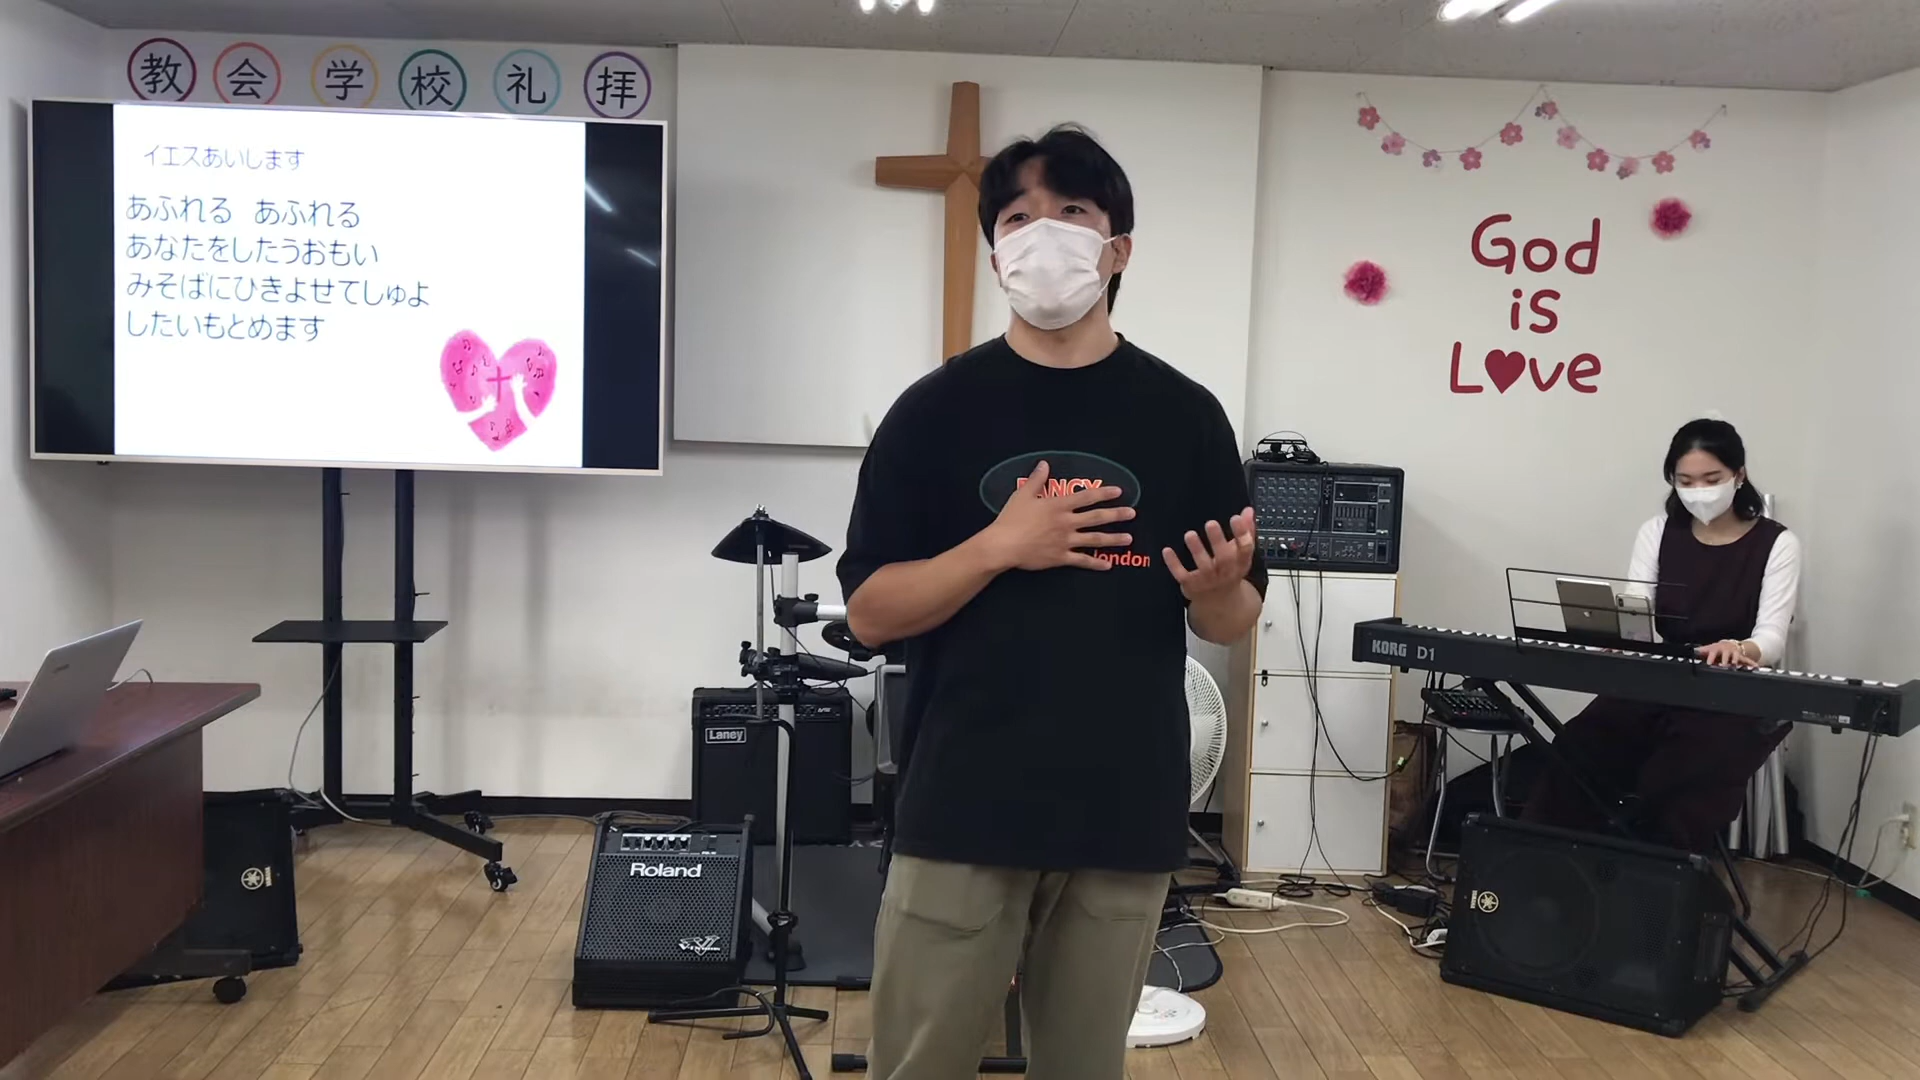 教会学校礼拝
イエスあいします
あふれる あふれる
あなたをしたうおもい
みそばにひきよせてしゅよ
したいもとめます
God
is
Love
london
KORG D1
Laney
Roland
YAMAHA